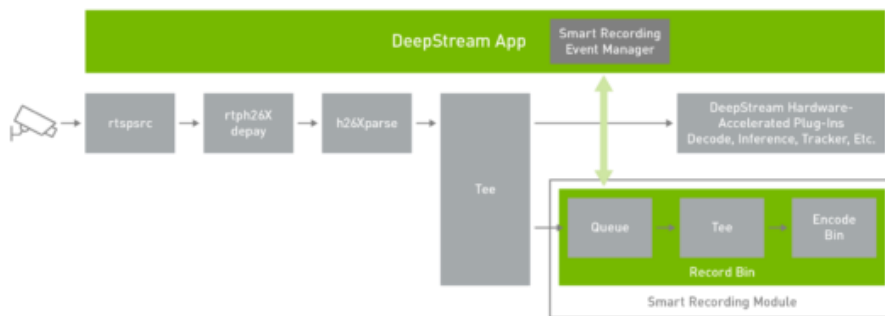 DeepStream App
Smart Recording
Event Manager
rtspsrc
rtph26X
depay
h26Xparse
Tee
DeepStream Hardware-
Accelerated Plug-Ins
Decode, Inference, Tracker, Etc.
Queue
Tee
Encode
Bin
Record Bin
Smart Recording Module